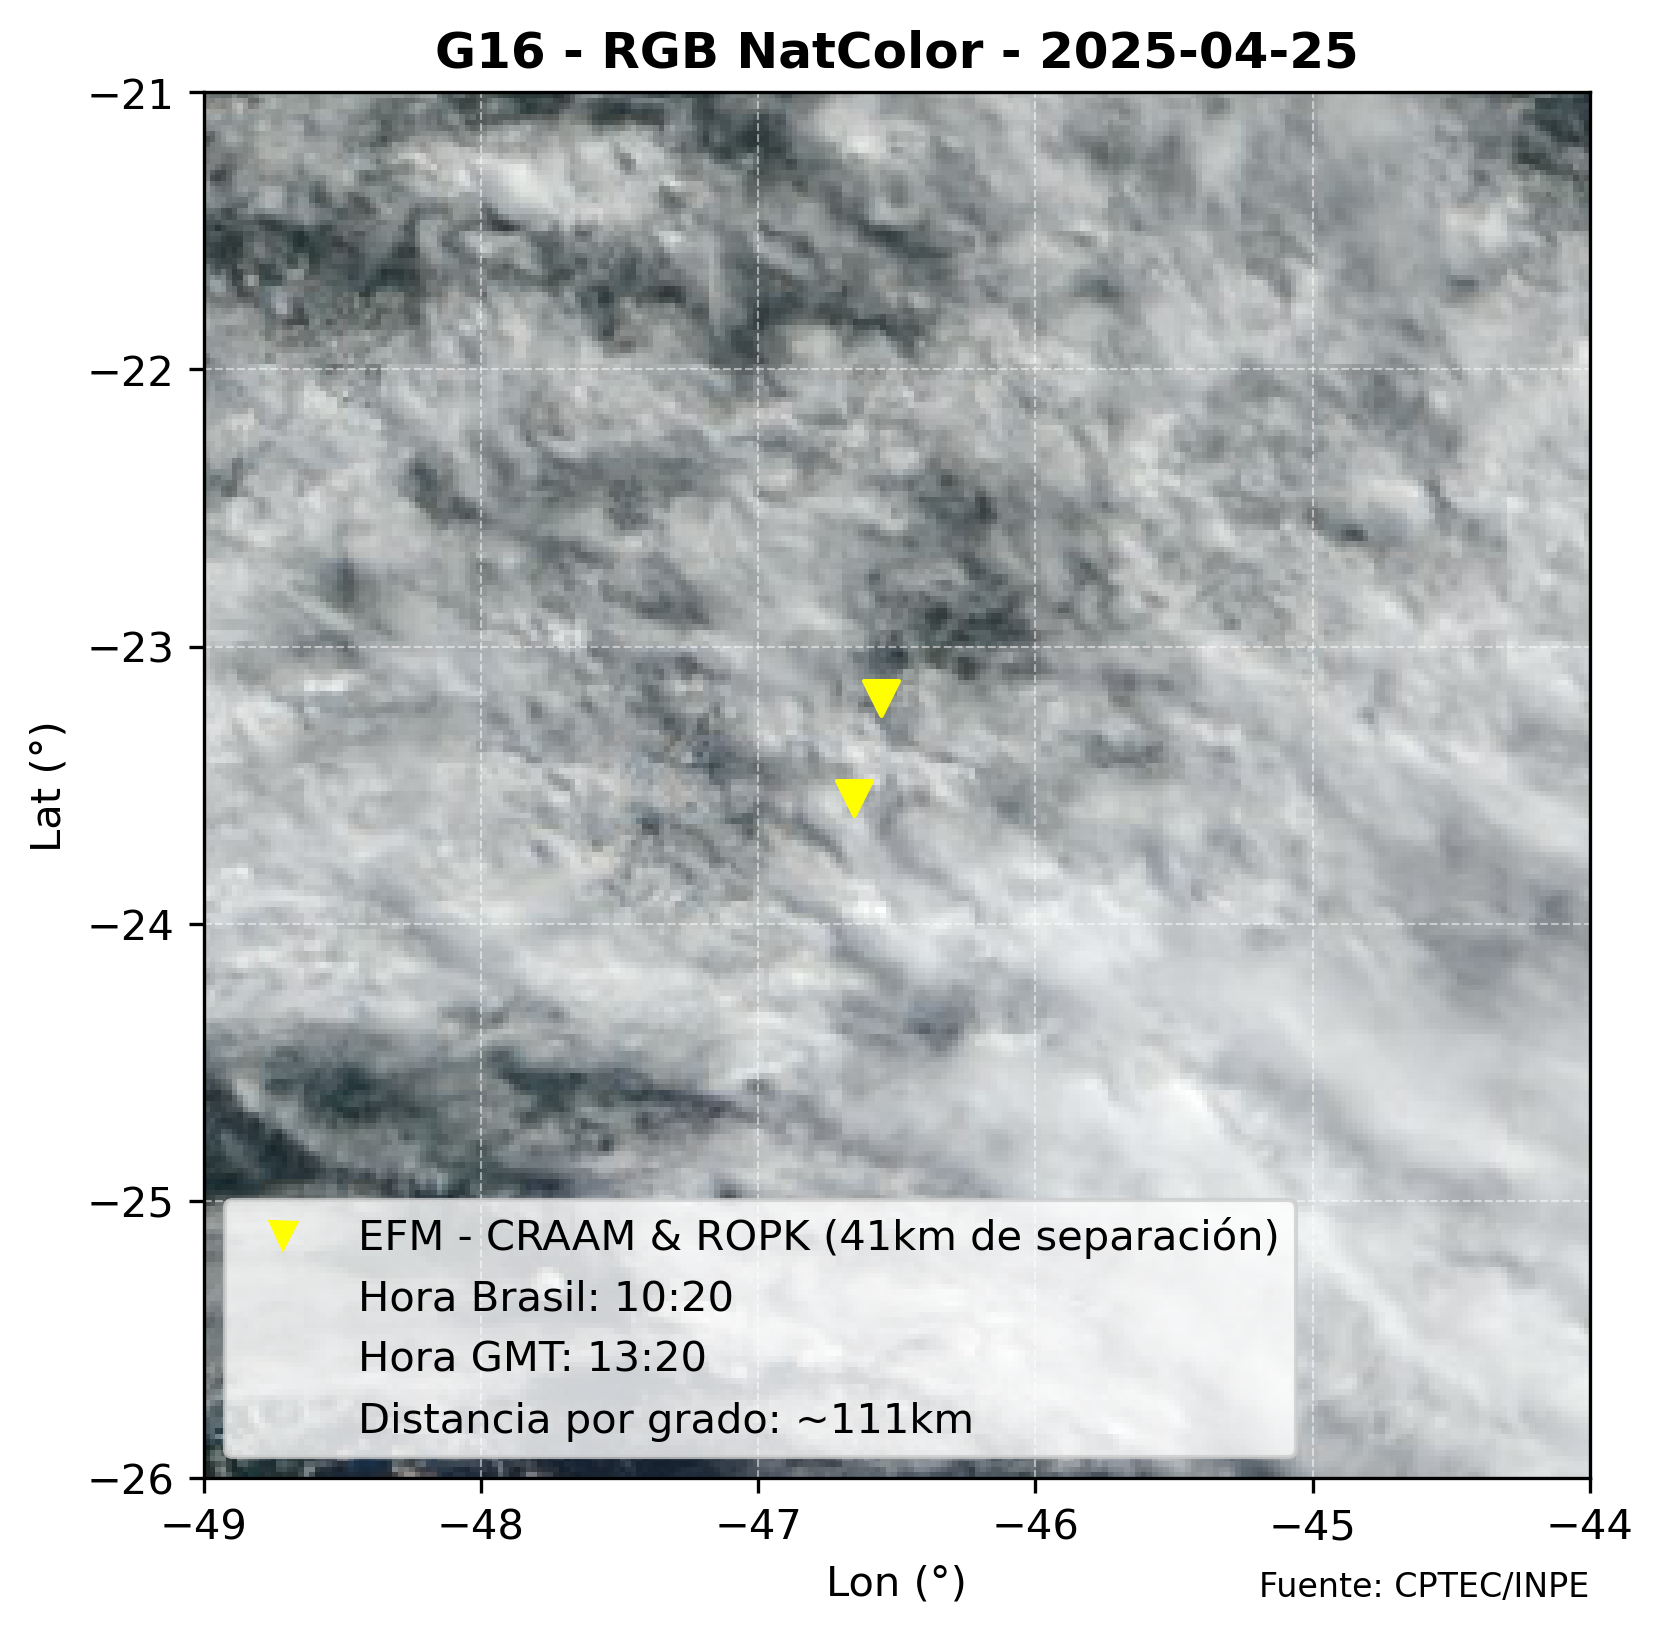 G16 - RGB NatColor - 2025-04-25
−21
−22
−23
−24
−25
−26
Lat (°)
EFM - CRAAM & ROPK (41km de separación)
Hora Brasil: 10:20
Hora GMT: 13:20
Distancia por grado: ~111km
−49
−48
−47
−46
−45
−44
Lon (°)
Fuente: CPTEC/INPE